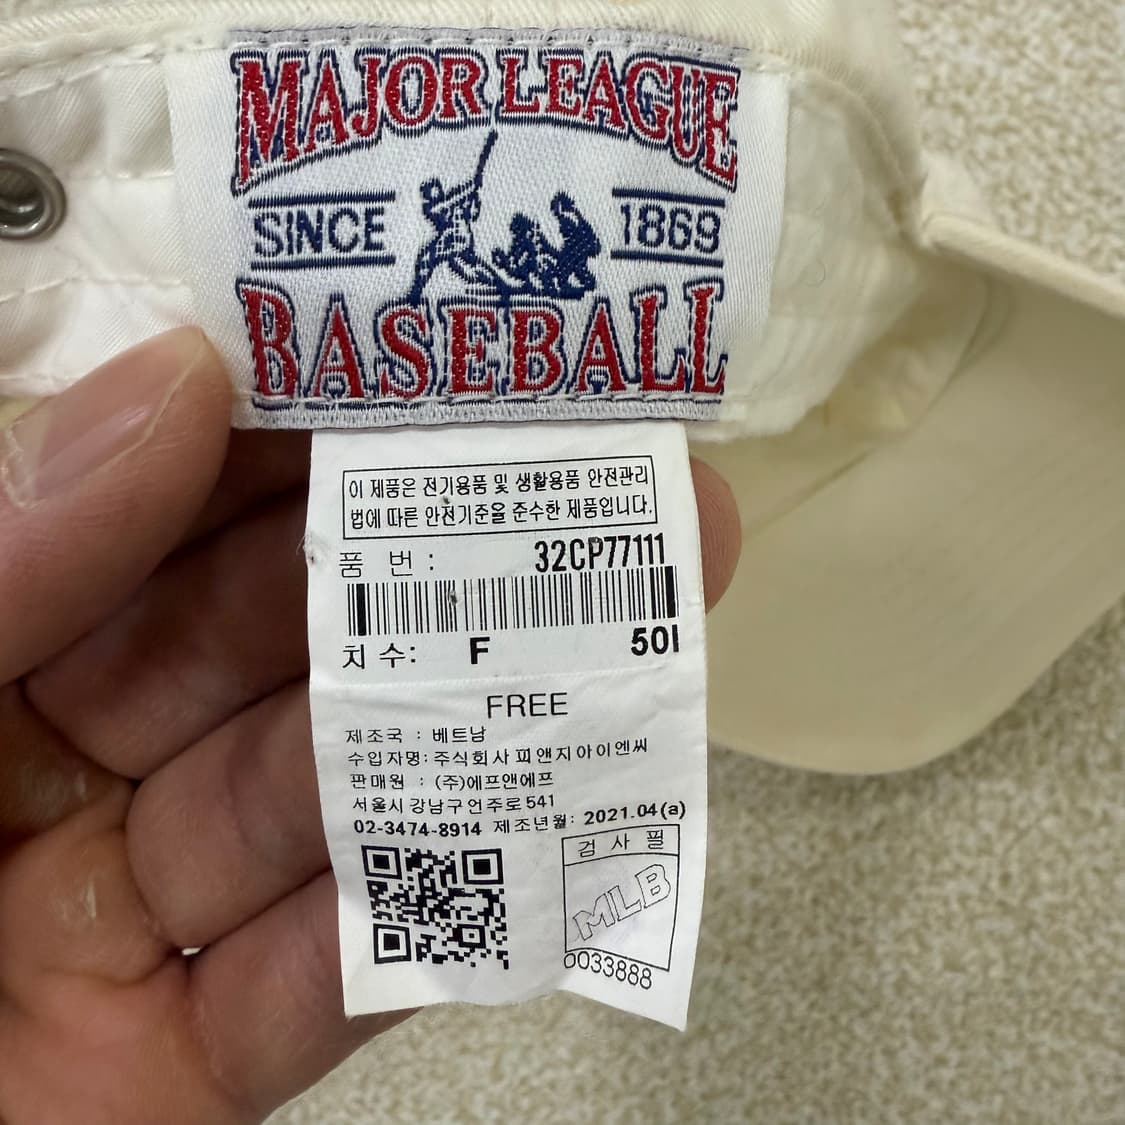 MAJOR LEAGUE
SINCE 1869
BASEBALL
이 제품은 전기용품 및 생활용품 안전관리
법에 따른 안전기준을 준수한 제품입니다.
품 번 : 32CP77111
치 수: F 50I
FREE
제조국 : 베트남
수입자명: 주식회사 피앤지아이엔씨
판매원 : (주)에프앤에프
서울시 강남구 언주로 541
02-3474-8914 제조년월: 2021.04(a)
검 사 필
MLB
0033888